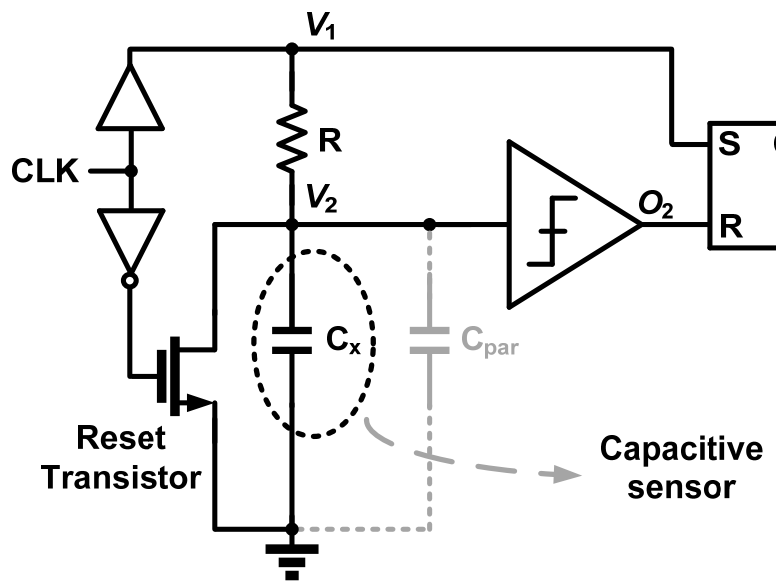 V1
CLK
R
V2
S
O2
R
Cx
Cpar
Reset
Transistor
Capacitive
sensor